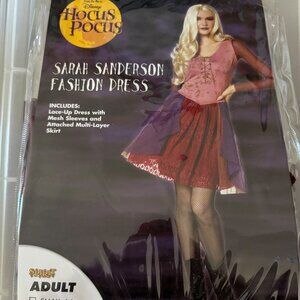 Disney
HOCUS
POCUS
SARAH SANDERSON
FASHION DRESS
INCLUDES:
Lace-Up Dress with
Mesh Sleeves and
Attached Multi-Layer
Skirt
SPIRIT
ADULT